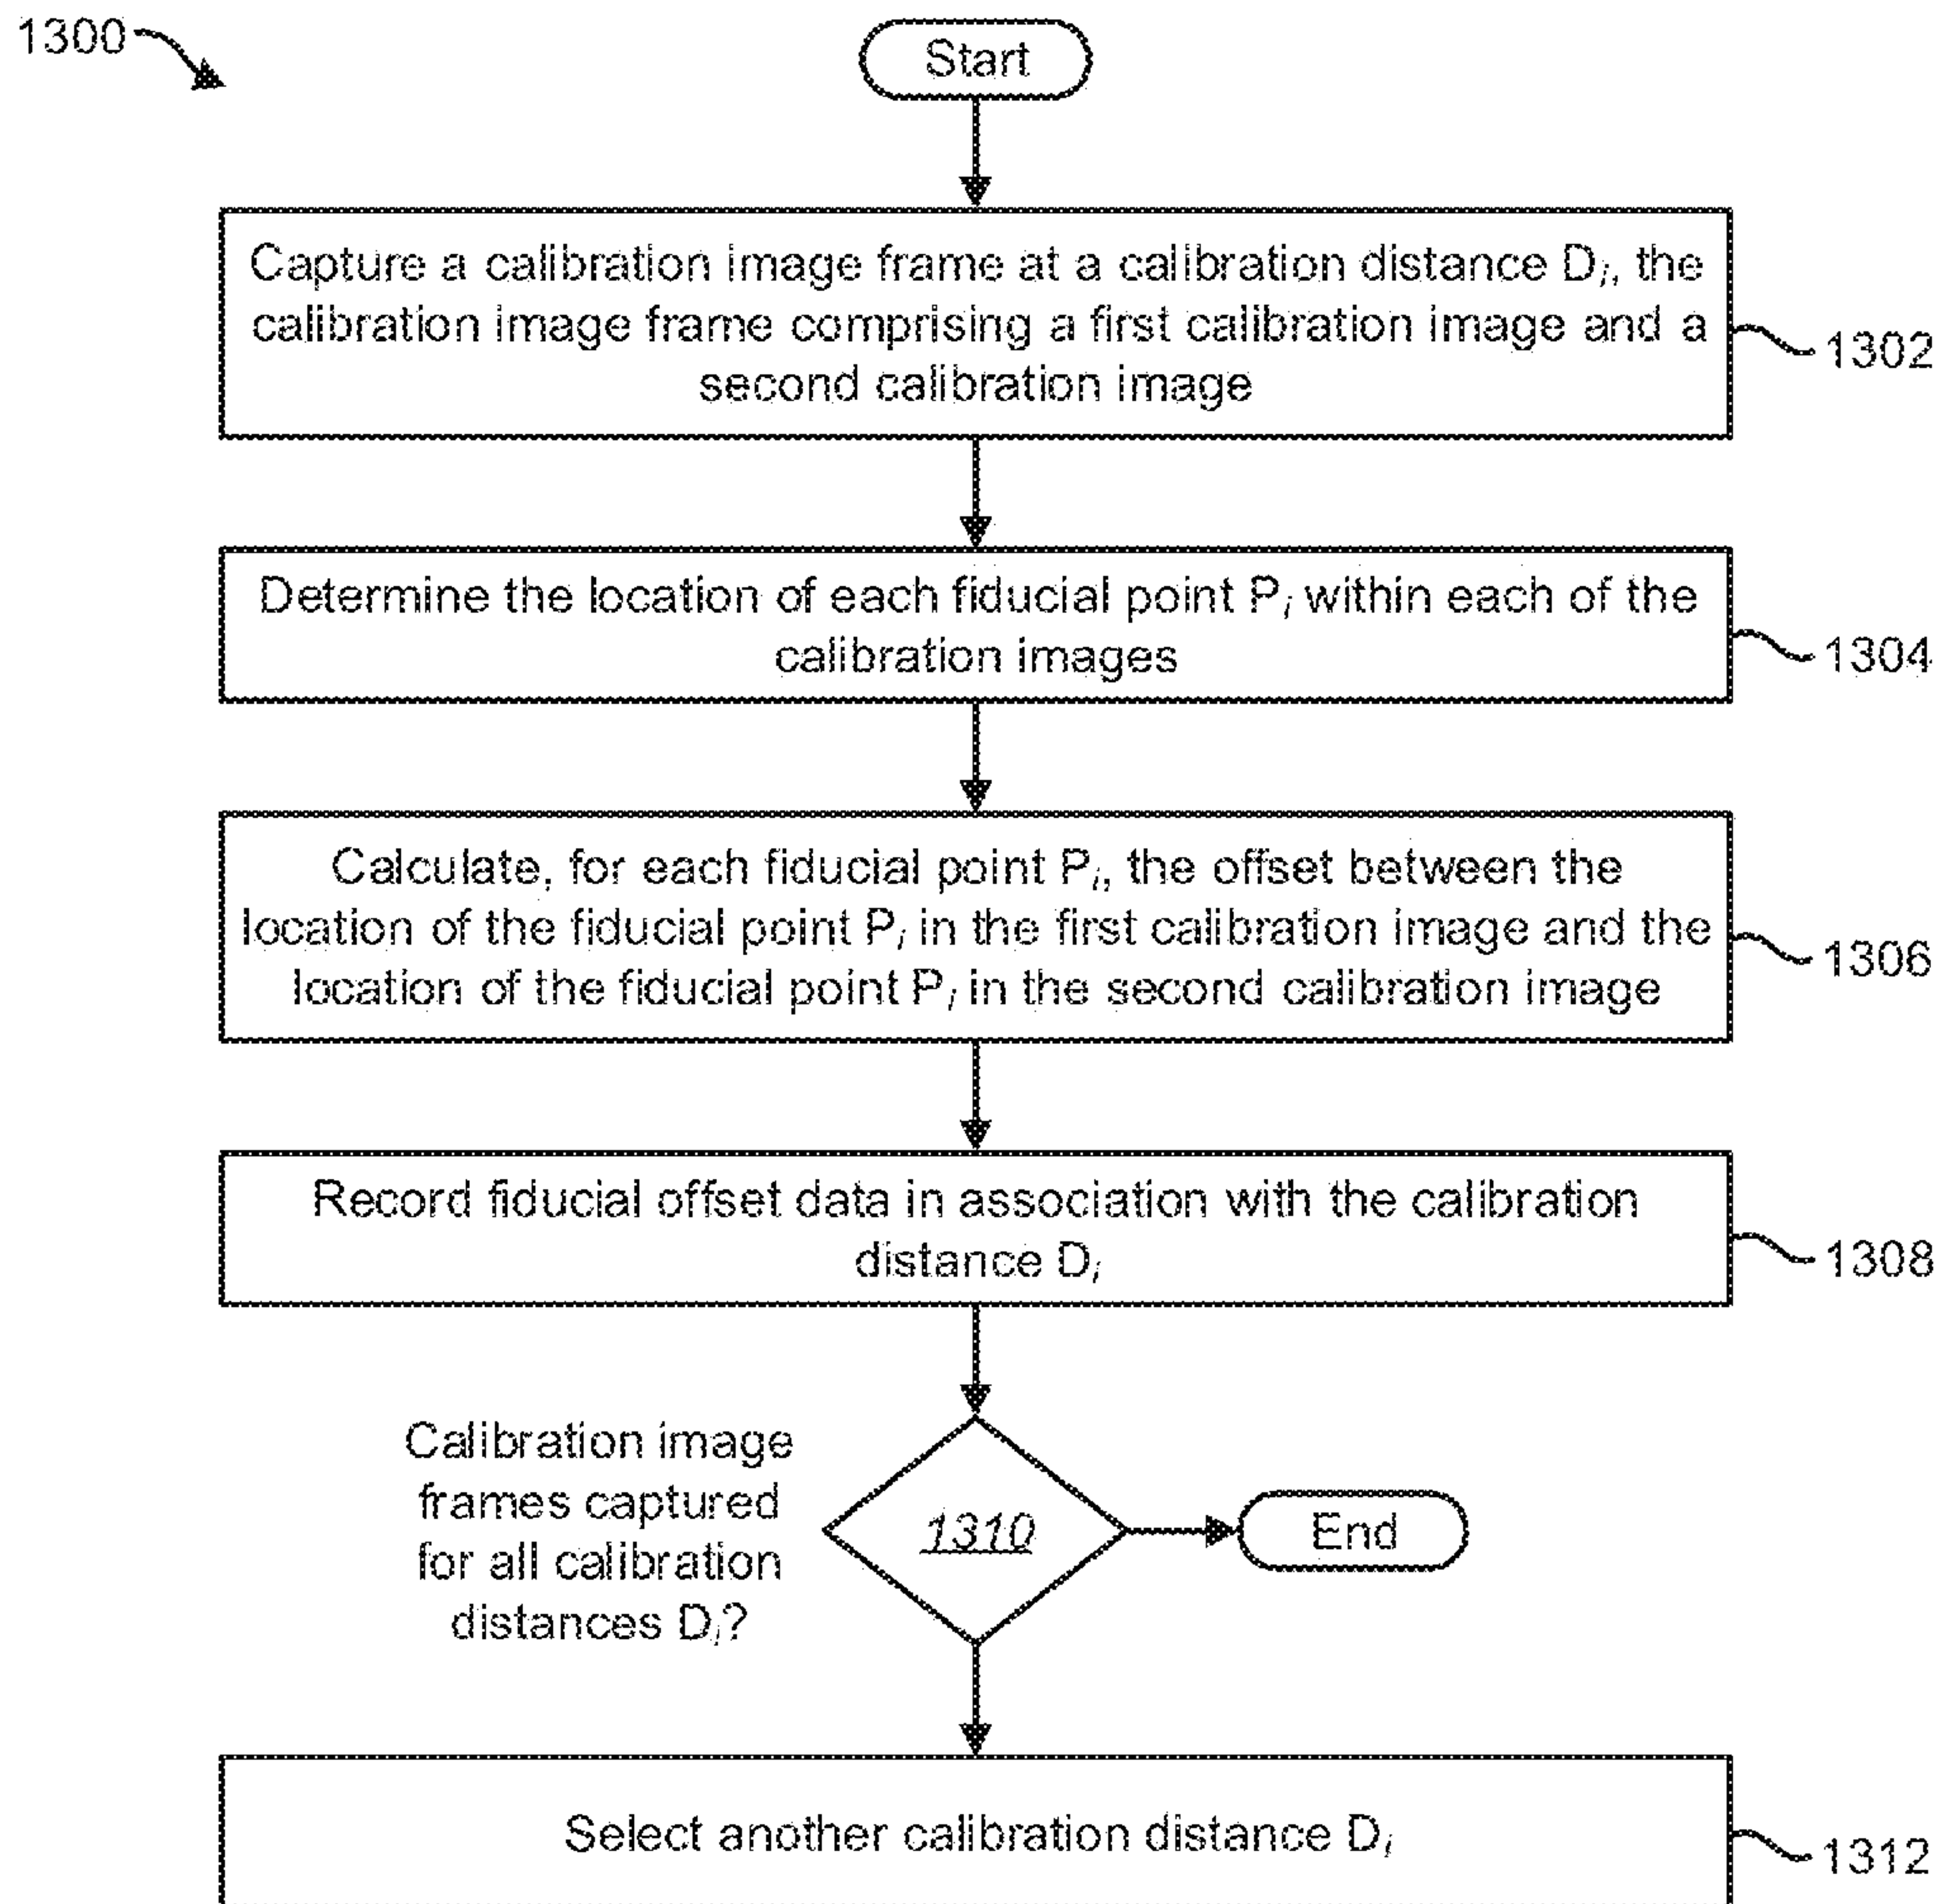 1300
Start
Capture a calibration image frame at a calibration distance Di, the
calibration image frame comprising a first calibration image and a
second calibration image
1302
Determine the location of each fiducial point Pi within each of the
calibration images
1304
Calculate, for each fiducial point Pi, the offset between the
location of the fiducial point Pi in the first calibration image and the
location of the fiducial point Pi in the second calibration image
1306
Record fiducial offset data in association with the calibration
distance Di
1308
Calibration image
frames captured
for all calibration
distances Di?
1310
End
Select another calibration distance Di
1312